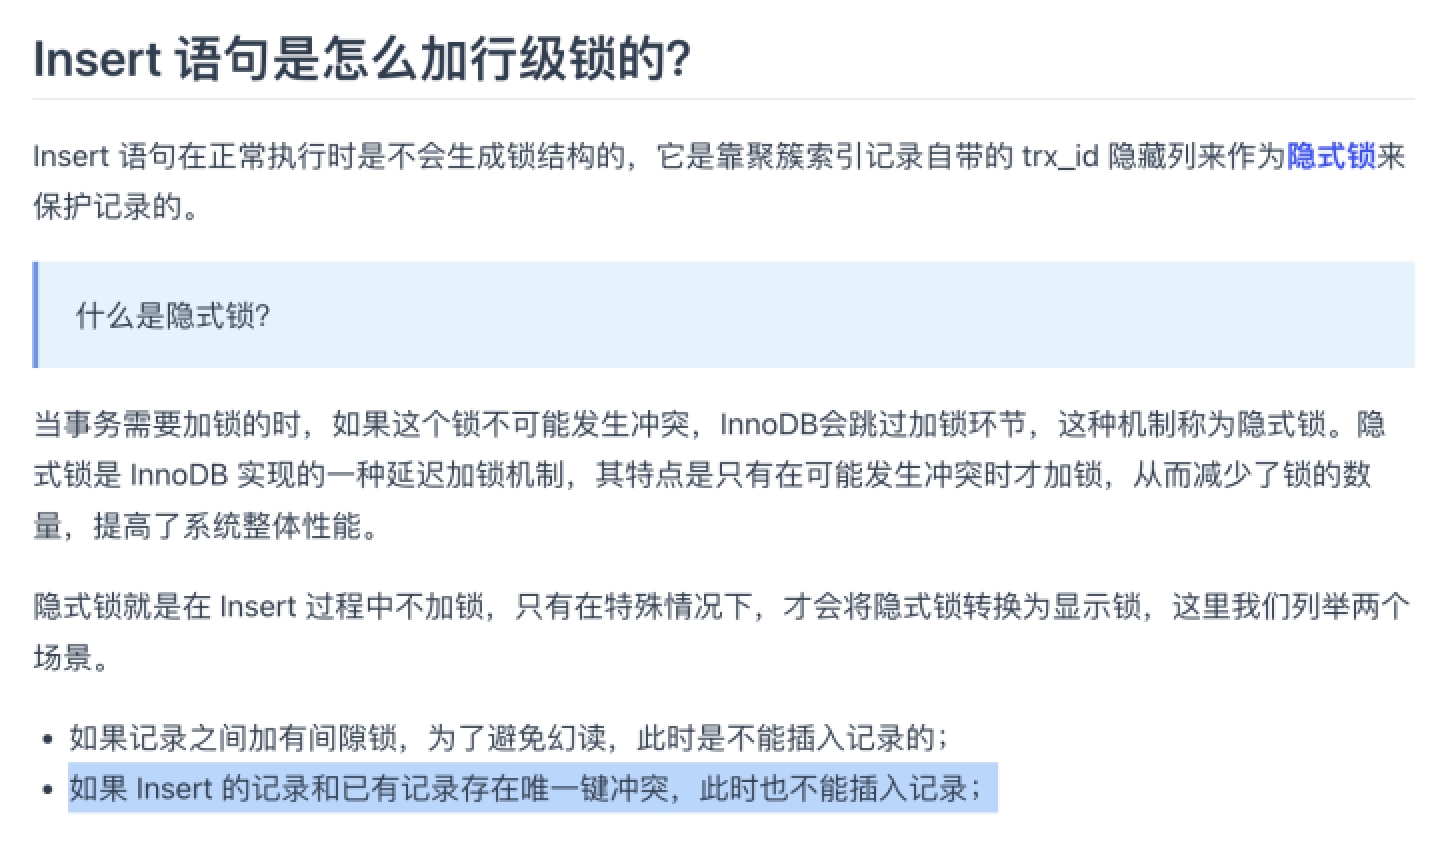 Insert 语句是怎么加行级锁的？
Insert 语句在正常执行时是不会生成锁结构的，它是靠聚簇索引记录自带的 trx_id 隐藏列来作为隐式锁来
保护记录的。
什么是隐式锁？
当事务需要加锁的时，如果这个锁不可能发生冲突，InnoDB会跳过加锁环节，这种机制称为隐式锁。隐
式锁是 InnoDB 实现的一种延迟加锁机制，其特点是只有在可能发生冲突时才加锁，从而减少了锁的数
量，提高了系统整体性能。
隐式锁就是在 Insert 过程中不加锁，只有在特殊情况下，才会将隐式锁转换为显示锁，这里我们列举两个
场景。
• 如果记录之间加有间隙锁，为了避免幻读，此时是不能插入记录的；
• 如果 Insert 的记录和已有记录存在唯一键冲突，此时也不能插入记录；